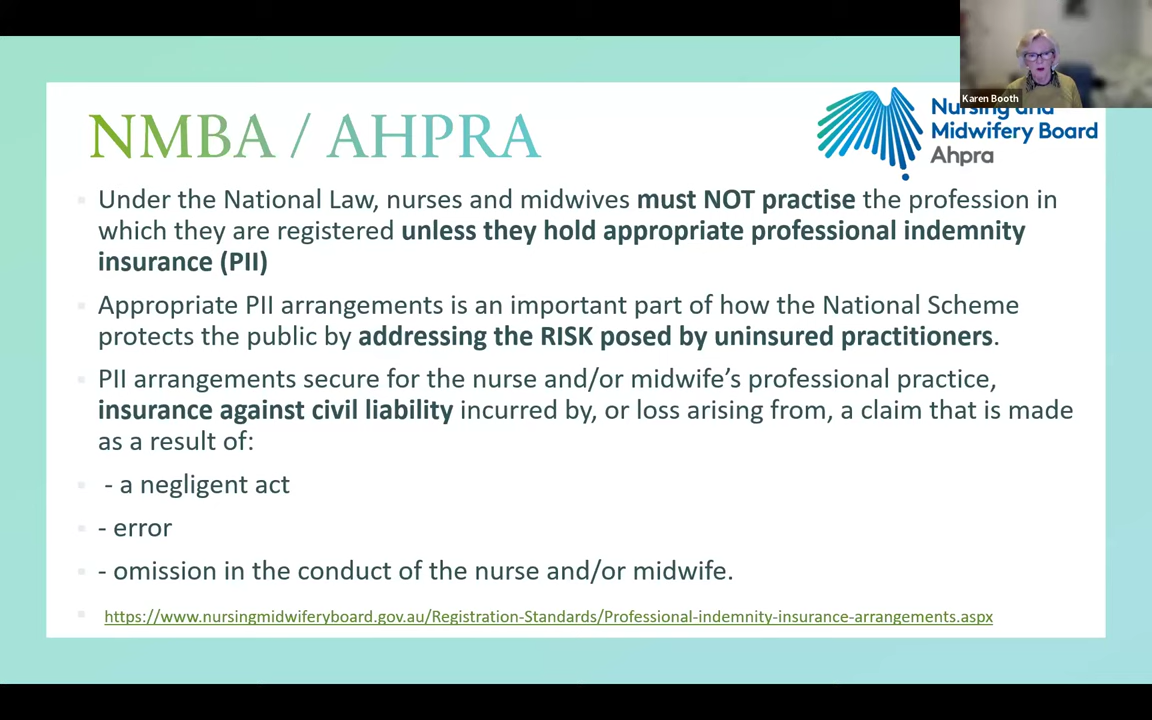 Karen Booth
NMBA / AHPRA
Nursing and
Midwifery Board
Ahpra
Under the National Law, nurses and midwives must NOT practise the profession in
which they are registered unless they hold appropriate professional indemnity
insurance (PII)
Appropriate PII arrangements is an important part of how the National Scheme
protects the public by addressing the RISK posed by uninsured practitioners.
PII arrangements secure for the nurse and/or midwife’s professional practice,
insurance against civil liability incurred by, or loss arising from, a claim that is made
as a result of:
- a negligent act
- error
- omission in the conduct of the nurse and/or midwife.
https://www.nursingmidwiferyboard.gov.au/Registration-Standards/Professional-indemnity-insurance-arrangements.aspx